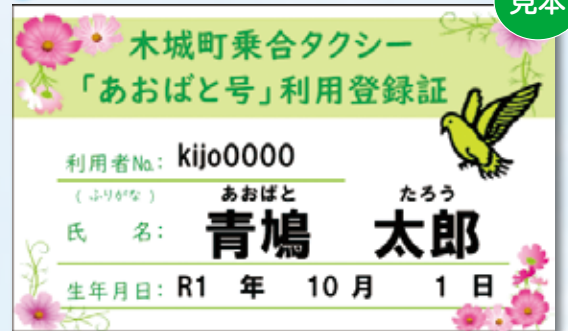 見本
木城町乗合タクシー
「あおばと号」利用登録証
利用者No.: kijo0000
(ふりがな) あおばと たろう
氏 名: 青鳩 太郎
生年月日: R1 年 10 月 1 日